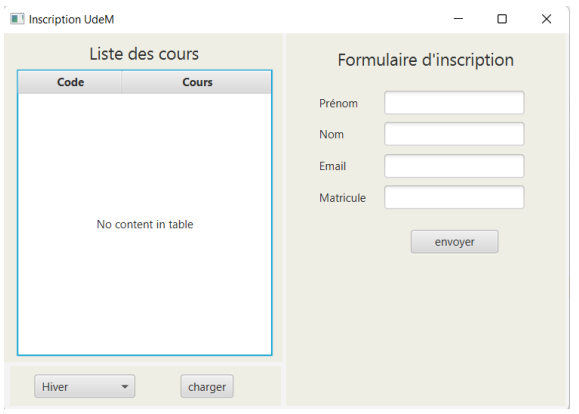 Inscription UdeM
Liste des cours
Code Cours
No content in table
Hiver charger
Formulaire d'inscription
Prénom
Nom
Email
Matricule
envoyer